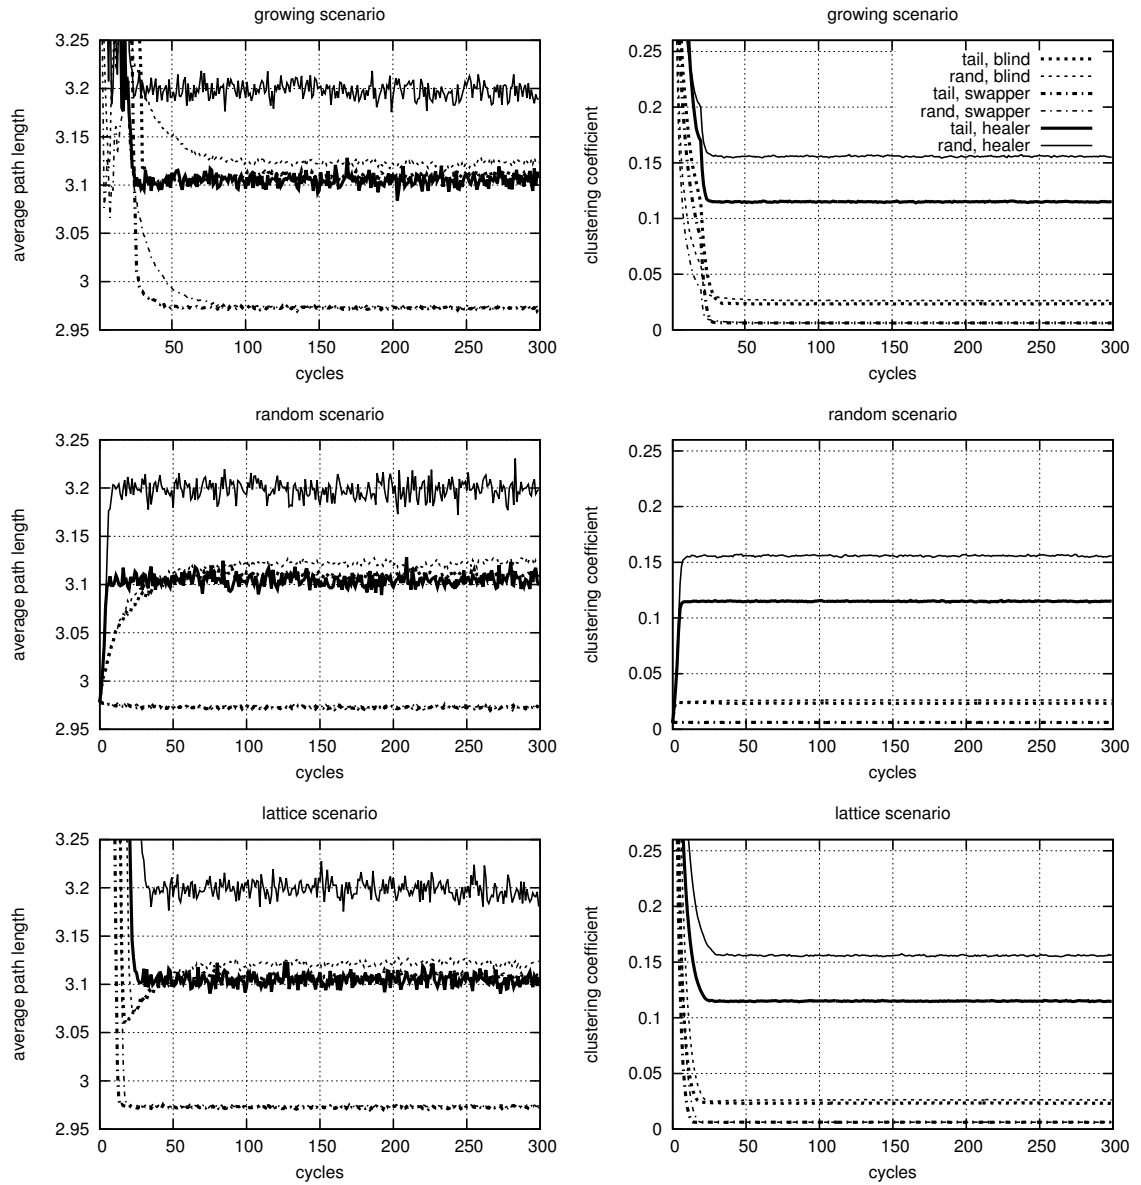 growing scenario
3.25
3.2
3.15
3.1
3.05
3
2.95
average path length
50 100 150 200 250 300
cycles
growing scenario
0.25
0.2
0.15
0.1
0.05
0
clustering coefficient
tail, blind
rand, blind
tail, swapper
rand, swapper
tail, healer
rand, healer
50 100 150 200 250 300
cycles
random scenario
3.25
3.2
3.15
3.1
3.05
3
2.95
average path length
0 50 100 150 200 250 300
cycles
random scenario
0.25
0.2
0.15
0.1
0.05
0
clustering coefficient
0 50 100 150 200 250 300
cycles
lattice scenario
3.25
3.2
3.15
3.1
3.05
3
2.95
average path length
0 50 100 150 200 250 300
cycles
lattice scenario
0.25
0.2
0.15
0.1
0.05
0
clustering coefficient
0 50 100 150 200 250 300
cycles